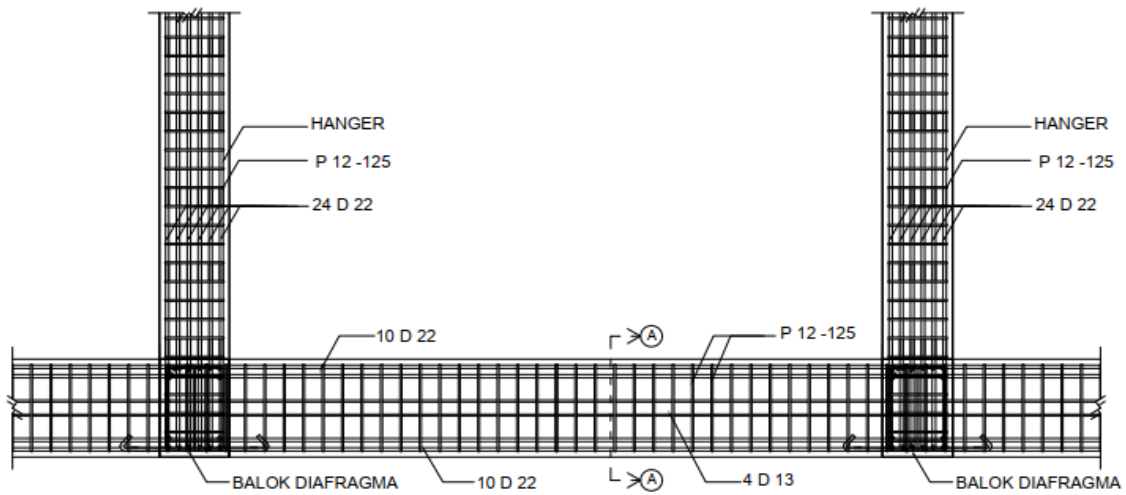 HANGER
HANGER
P 12 -125
P 12 -125
24 D 22
24 D 22
10 D 22
A
P 12 -125
BALOK DIAFRAGMA
10 D 22
A
4 D 13
BALOK DIAFRAGMA